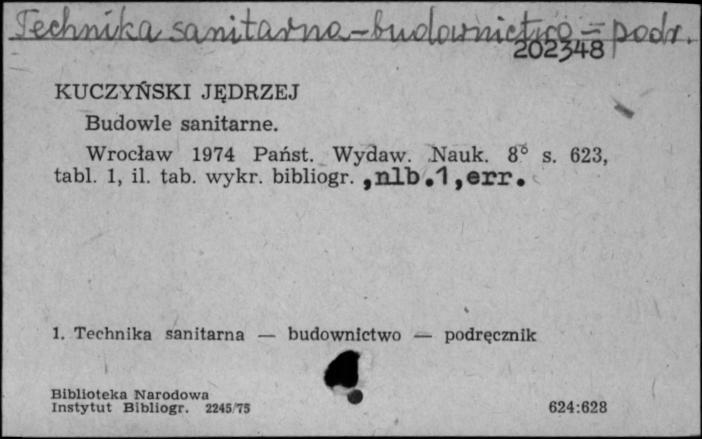 Technika sanitarna – budownictwo = podr.
202348
KUCZYŃSKI JĘDRZEJ
Budowle sanitarne.
Wrocław 1974 Państ. Wydaw. Nauk. 8° s. 623,
tabl. 1, il. tab. wykr. bibliogr. ,nlb.1,err.
1. Technika sanitarna — budownictwo — podręcznik
Biblioteka Narodowa
Instytut Bibliogr. 2245/75
624:628